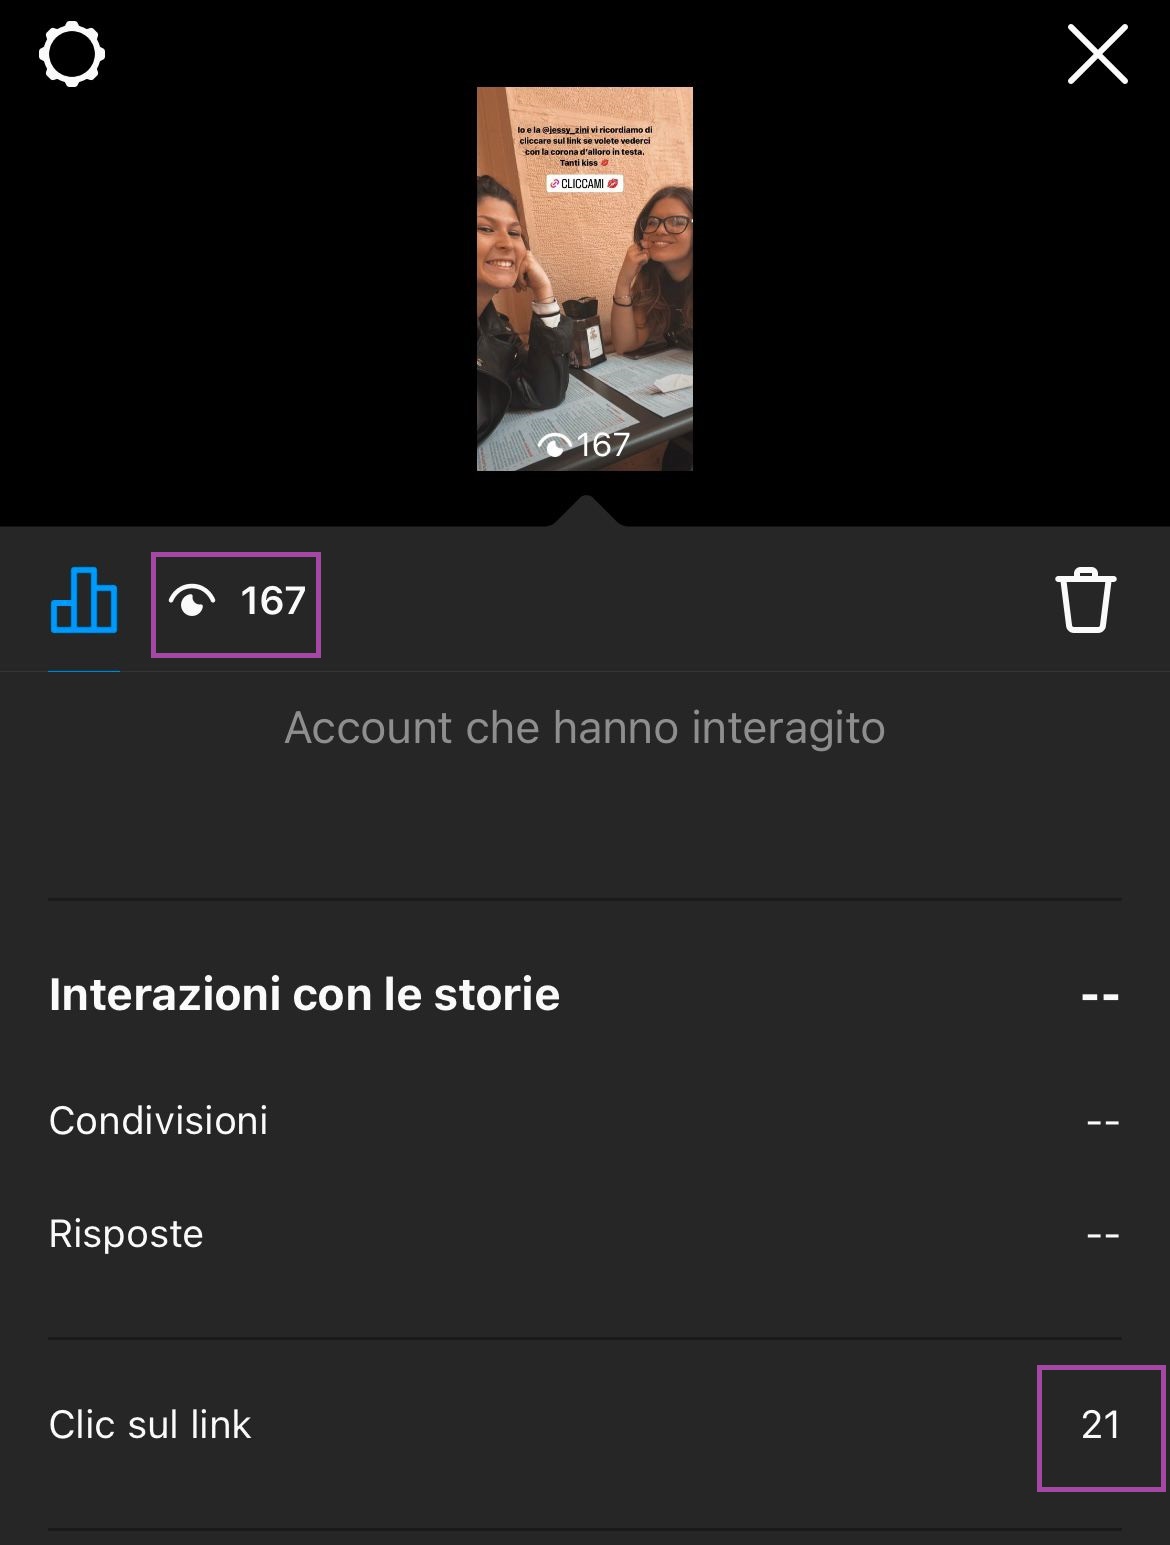 Io e la @jessy_zini vi ricordiamo di
cliccare sul link se volete vederci
con la corona d'alloro in testa.
Tanti kiss 💋
CLICCAMI 💋
167
167
Account che hanno interagito
Interazioni con le storie --
Condivisioni --
Risposte --
Clic sul link 21